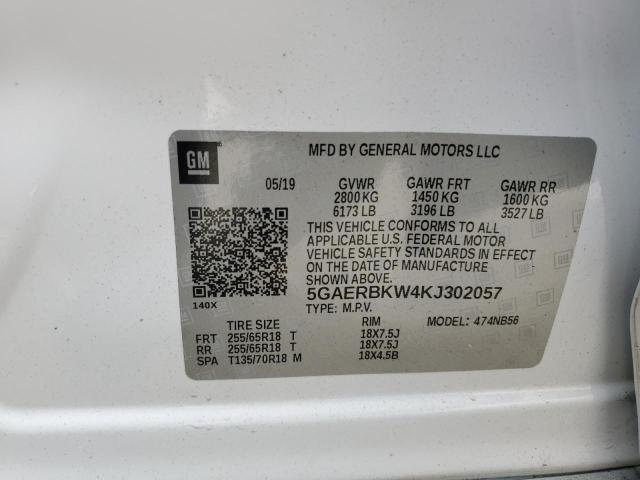 GM
MFD BY GENERAL MOTORS LLC
05/19 GVWR GAWR FRT GAWR RR
2800 KG 1450 KG 1600 KG
6173 LB 3196 LB 3527 LB
THIS VEHICLE CONFORMS TO ALL
APPLICABLE U.S. FEDERAL MOTOR
VEHICLE SAFETY STANDARDS IN EFFECT
ON THE DATE OF MANUFACTURE
SHOWN ABOVE.
5GAERBKW4KJ302057
140X
TYPE: M.P.V.
TIRE SIZE RIM MODEL: 474NB56
FRT 255/65R18 T 18X7.5J
RR 255/65R18 T 18X7.5J
SPA T135/70R18 M 18X4.5B